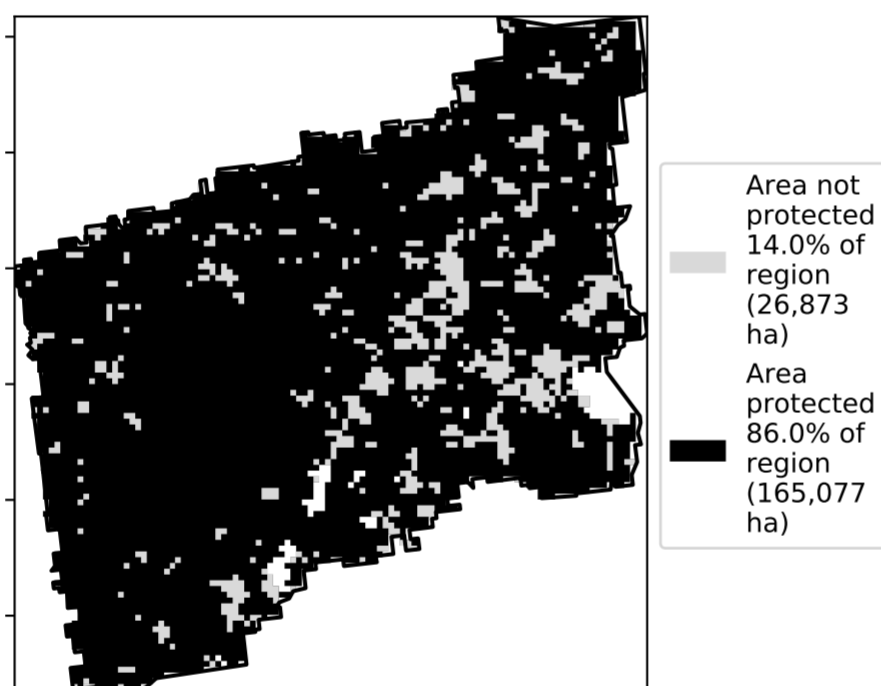 Area not
protected
14.0% of
region
(26,873
ha)
Area
protected
86.0% of
region
(165,077
ha)